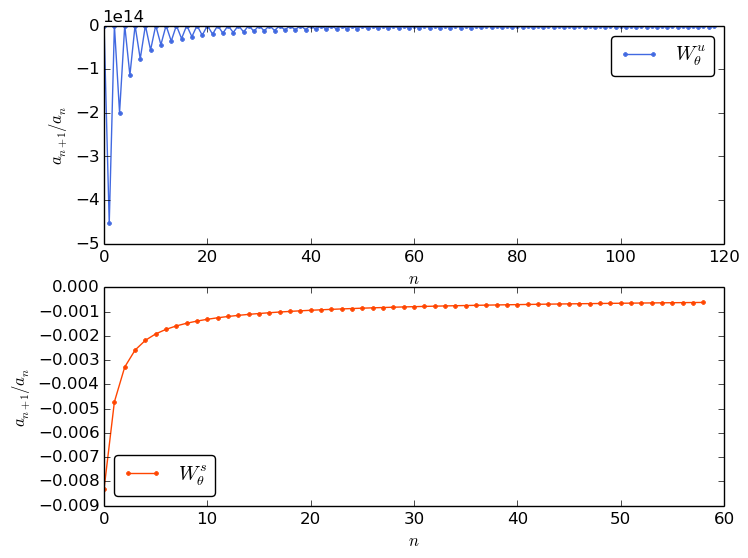 1e14
0
−1
−2
−3
−4
−5
a_{n+1}/a_n
W_θ^u
0 20 40 60 80 100 120
n
0.000
−0.001
−0.002
−0.003
−0.004
−0.005
−0.006
−0.007
−0.008
−0.009
a_{n+1}/a_n
W_θ^s
0 10 20 30 40 50 60
n